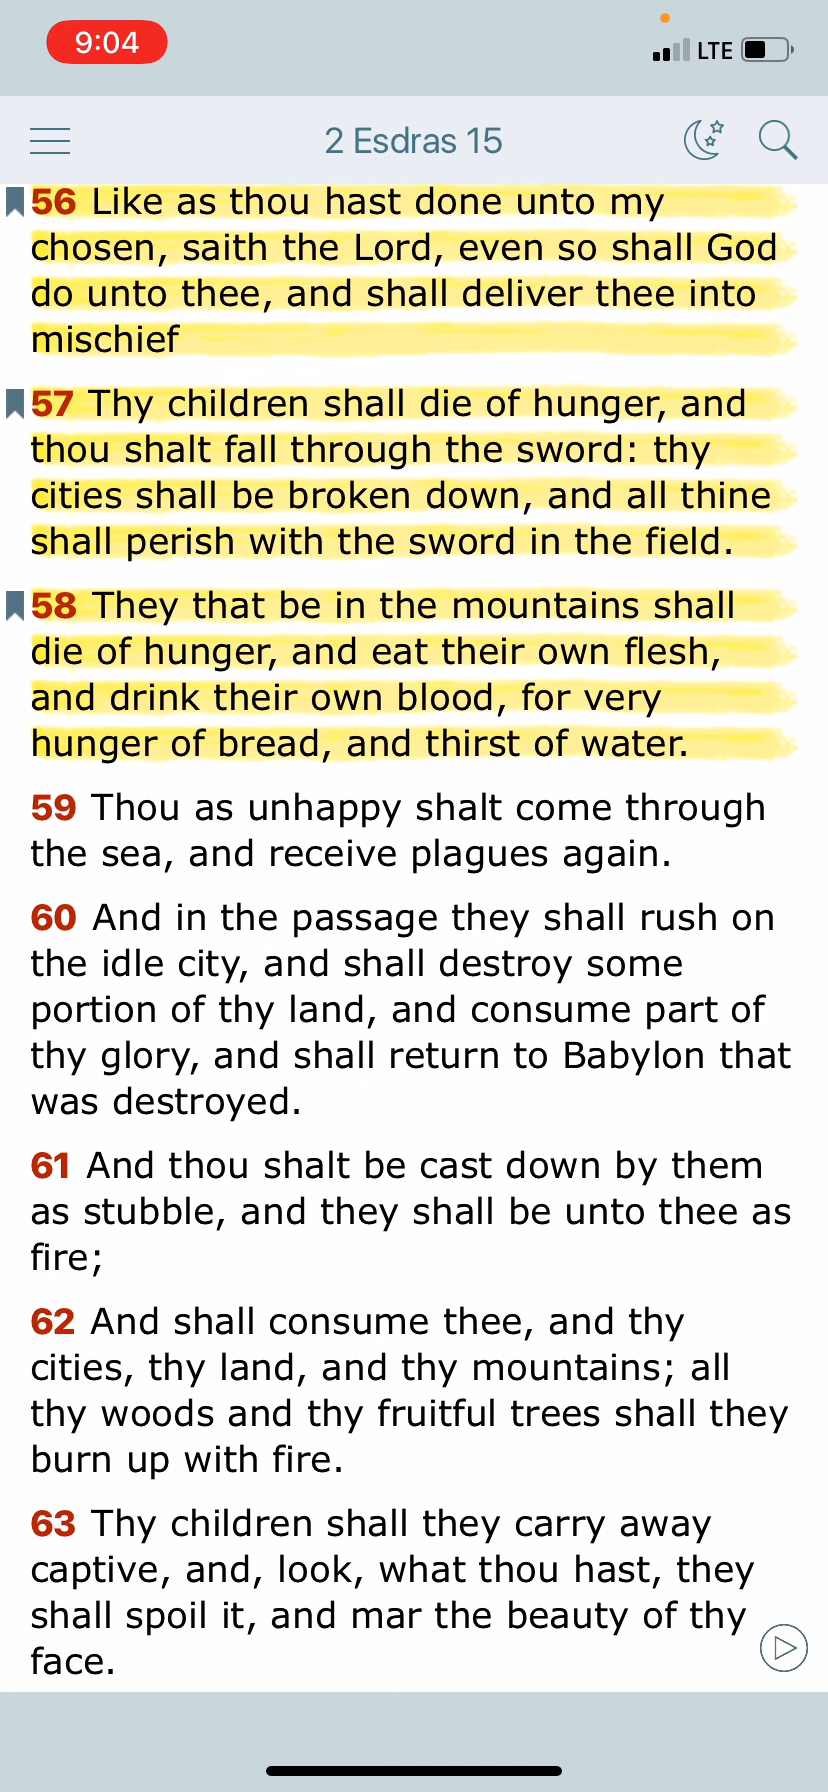 9:04
LTE
2 Esdras 15
56 Like as thou hast done unto my
chosen, saith the Lord, even so shall God
do unto thee, and shall deliver thee into
mischief
57 Thy children shall die of hunger, and
thou shalt fall through the sword: thy
cities shall be broken down, and all thine
shall perish with the sword in the field.
58 They that be in the mountains shall
die of hunger, and eat their own flesh,
and drink their own blood, for very
hunger of bread, and thirst of water.
59 Thou as unhappy shalt come through
the sea, and receive plagues again.
60 And in the passage they shall rush on
the idle city, and shall destroy some
portion of thy land, and consume part of
thy glory, and shall return to Babylon that
was destroyed.
61 And thou shalt be cast down by them
as stubble, and they shall be unto thee as
fire;
62 And shall consume thee, and thy
cities, thy land, and thy mountains; all
thy woods and thy fruitful trees shall they
burn up with fire.
63 Thy children shall they carry away
captive, and, look, what thou hast, they
shall spoil it, and mar the beauty of thy
face.